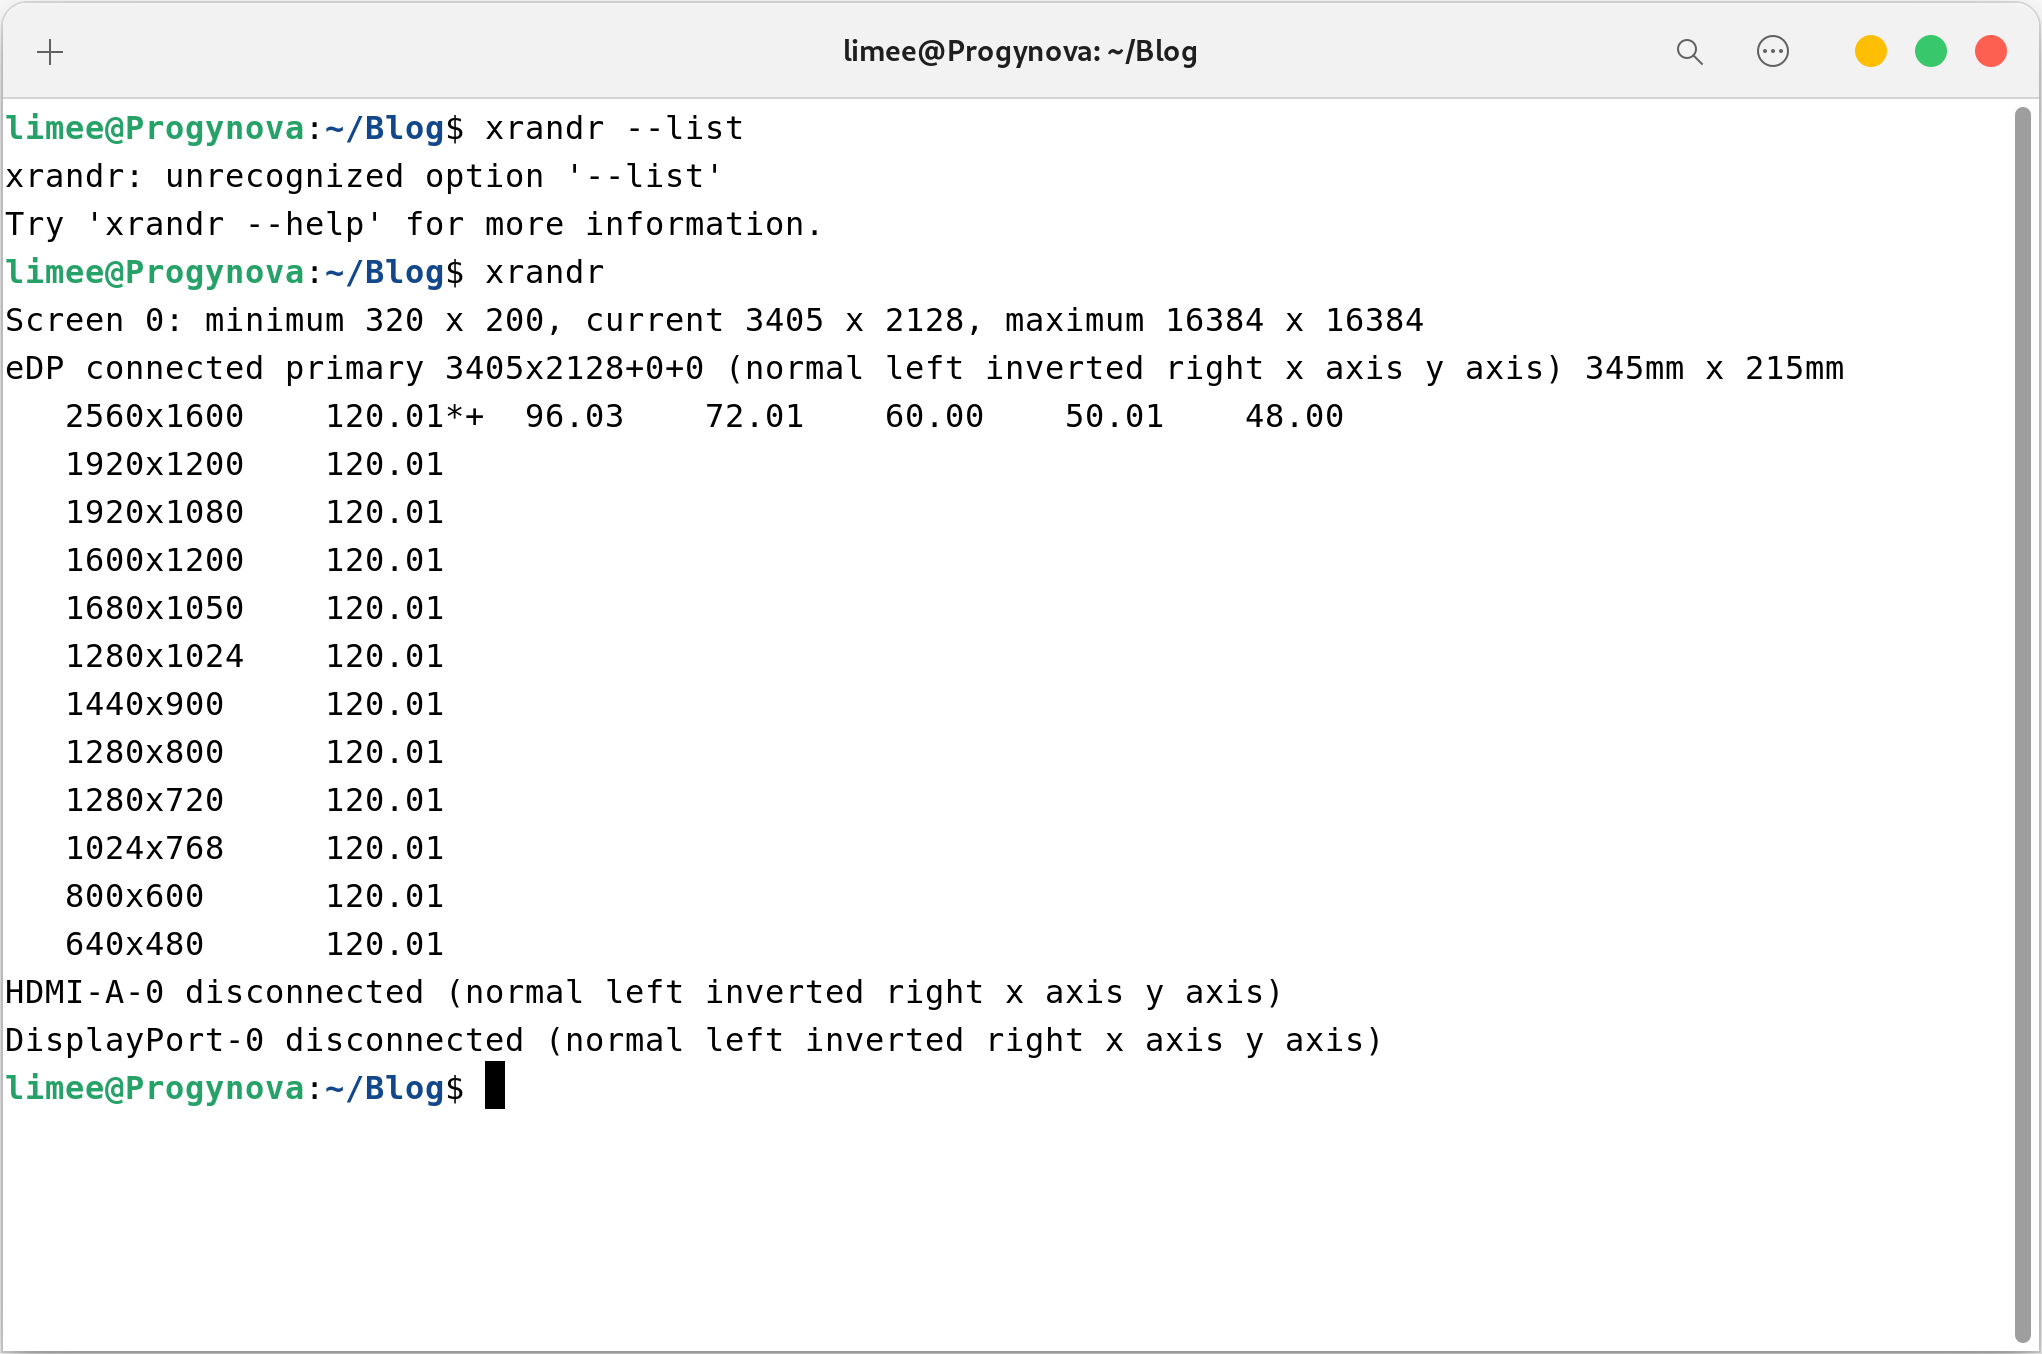 limee@Progynova: ~/Blog
limee@Progynova:~/Blog$ xrandr --list
xrandr: unrecognized option '--list'
Try 'xrandr --help' for more information.
limee@Progynova:~/Blog$ xrandr
Screen 0: minimum 320 x 200, current 3405 x 2128, maximum 16384 x 16384
eDP connected primary 3405x2128+0+0 (normal left inverted right x axis y axis) 345mm x 215mm
   2560x1600    120.01*+  96.03    72.01    60.00    50.01    48.00
   1920x1200    120.01
   1920x1080    120.01
   1600x1200    120.01
   1680x1050    120.01
   1280x1024    120.01
   1440x900     120.01
   1280x800     120.01
   1280x720     120.01
   1024x768     120.01
   800x600      120.01
   640x480      120.01
HDMI-A-0 disconnected (normal left inverted right x axis y axis)
DisplayPort-0 disconnected (normal left inverted right x axis y axis)
limee@Progynova:~/Blog$